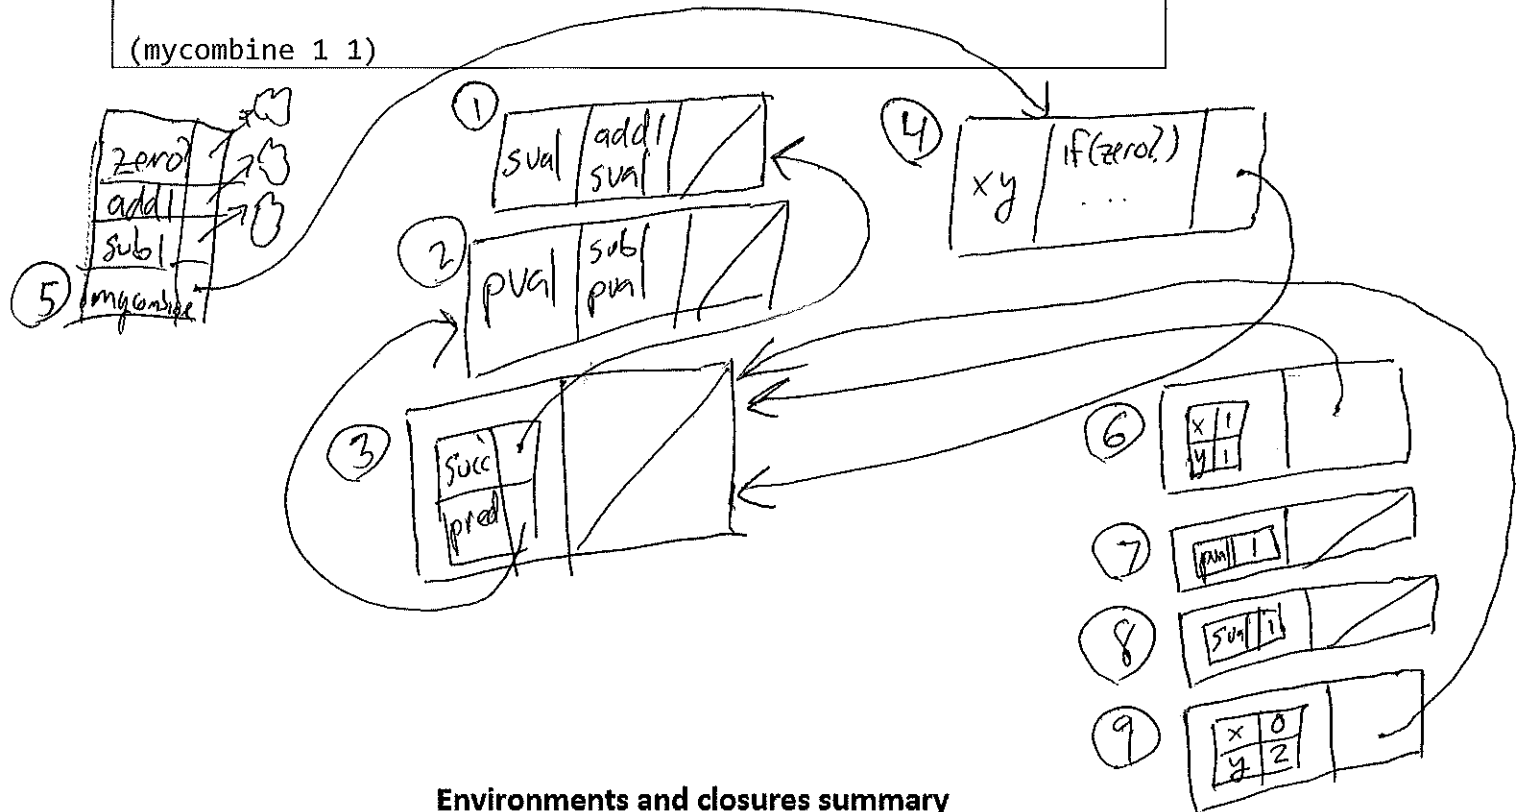 (mycombine 1 1)
1
sval add1 sval
2
pval sub1 pval
3
succ
pred
4
xy if(zero?) ....
zero?
add1
sub1
5 mycombine
6
x 1
y 1
7
pval 1
8
sval 1
9
x 0
y 2
Environments and closures summary